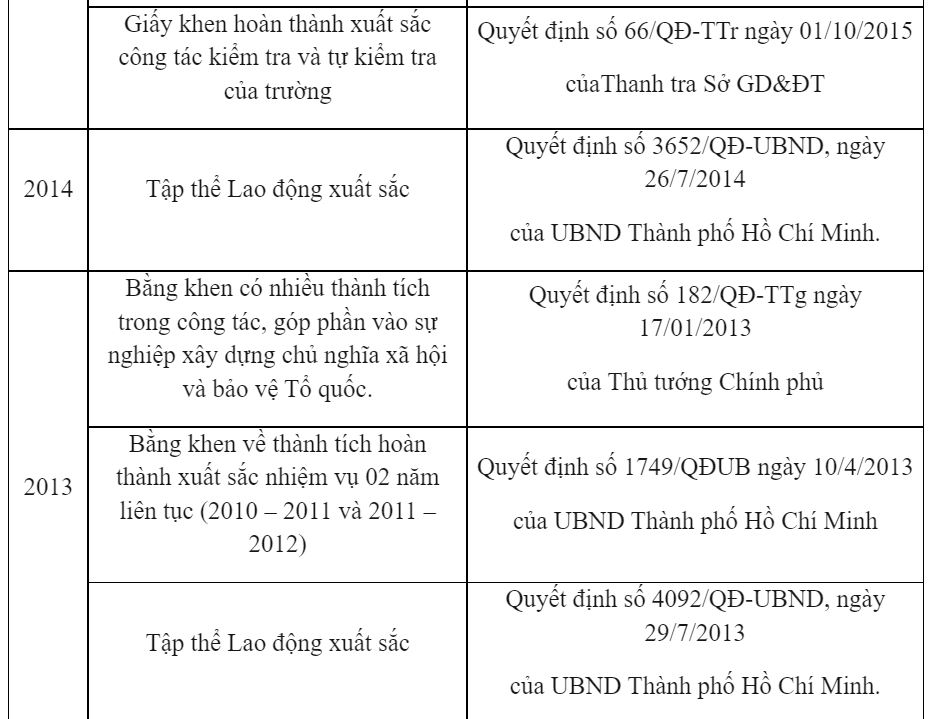 Giấy khen hoàn thành xuất sắc
công tác kiểm tra và tự kiểm tra
của trường
Quyết định số 66/QĐ-TTr ngày 01/10/2015
củaThanh tra Sở GD&ĐT
2014
Tập thể Lao động xuất sắc
Quyết định số 3652/QĐ-UBND, ngày
26/7/2014
của UBND Thành phố Hồ Chí Minh.
2013
Bằng khen có nhiều thành tích
trong công tác, góp phần vào sự
nghiệp xây dựng chủ nghĩa xã hội
và bảo vệ Tổ quốc.
Quyết định số 182/QĐ-TTg ngày
17/01/2013
của Thủ tướng Chính phủ
Bằng khen về thành tích hoàn
thành xuất sắc nhiệm vụ 02 năm
liên tục (2010 – 2011 và 2011 –
2012)
Quyết định số 1749/QĐUB ngày 10/4/2013
của UBND Thành phố Hồ Chí Minh
Tập thể Lao động xuất sắc
Quyết định số 4092/QĐ-UBND, ngày
29/7/2013
của UBND Thành phố Hồ Chí Minh.